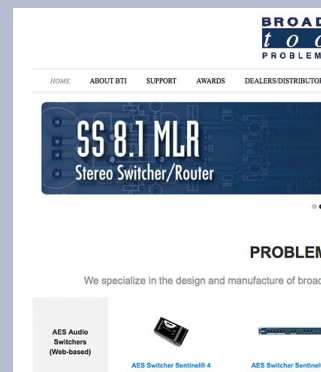 BROAD
t o o
PROBLEM
HOME ABOUT BTI SUPPORT AWARDS DEALERS/DISTRIBUTOR
SS 8.1 MLR
Stereo Switcher/Router
PROBLEM
We specialize in the design and manufacture of broad
AES Audio
Switchers
(Web-based)
AES Switcher Sentinel® 4 AES Switcher Sentinel®